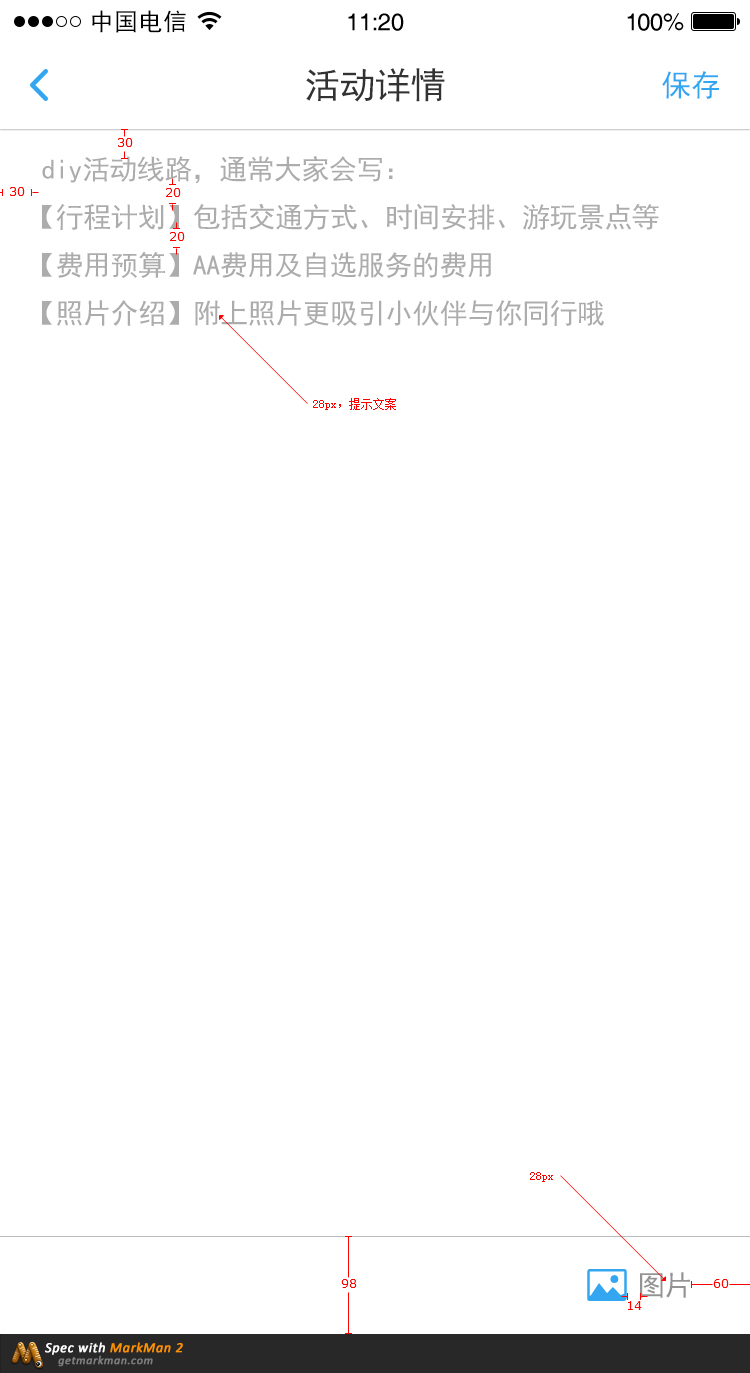 中国电信 11:20 100%
活动详情 保存
30
diy活动线路，通常大家会写：
30 20
【行程计划】包括交通方式、时间安排、游玩景点等
20
【费用预算】AA费用及自选服务的费用
【照片介绍】附上照片更吸引小伙伴与你同行哦
28px，提示文案
28px
98 图片 60
14
Spec with MarkMan 2
getmarkman.com